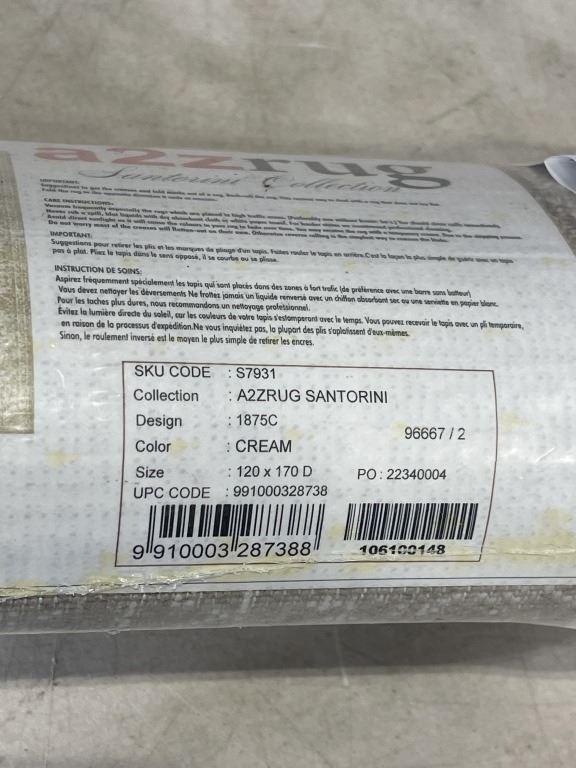 a2zrug
Santorini Collection
IMPORTANT:
CARE INSTRUCTIONS:
IMPORTANT:
Suggestions pour retirer les plis et les marques de pliage d'un tapis. Faites rouler le tapis en arrière. C'est la façon la plus simple de guérir avec un tapis
pas à plat. Pliez le tapis dans le sens opposé, il se courbe ou se plisse.
INSTRUCTION DE SOINS:
Aspirez fréquemment spécialement les tapis qui sont placés dans des zones à fort trafic (de préférence avec une barre sans batteur)
Vous devez nettoyer les déversements Ne frottez jamais un liquide renversé avec un chiffon absorbant sec ou une serviette en papier blanc.
Pour les taches plus dures, nous recommandons un nettoyage professionnel.
Évitez la lumière directe du soleil, car les couleurs de votre tapis s'estomperont avec le temps. Vous pouvez recevoir le tapis avec un pli temporaire,
en raison de la processus d'expédition. Ne vous inquiétez pas, la plupart des plis s'aplatissent d'eux-mêmes.
Sinon, le roulement inversé est le moyen le plus simple de retirer les encres.
SKU CODE : S7931
Collection : A2ZRUG SANTORINI
Design : 1875C
96667 / 2
Color : CREAM
Size : 120 x 170 D PO : 22340004
UPC CODE : 991000328738
9 910003 287388 106100148